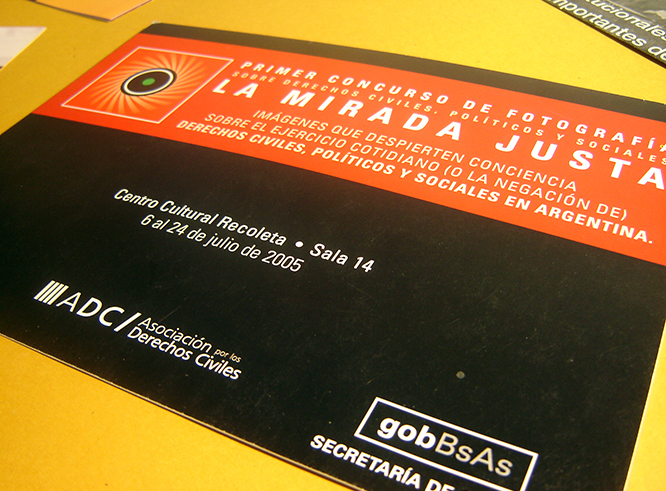 PRIMER CONCURSO DE FOTOGRAFÍA
SOBRE DERECHOS CIVILES, POLÍTICOS Y SOCIALES
LA MIRADA JUSTA
IMÁGENES QUE DESPIERTEN CONCIENCIA
SOBRE EL EJERCICIO COTIDIANO (O LA NEGACIÓN DE)
DERECHOS CIVILES, POLÍTICOS Y SOCIALES EN ARGENTINA.
Centro Cultural Recoleta • Sala 14
6 al 24 de julio de 2005
ADC/ Asociación por los
Derechos Civiles
gobBsAs
SECRETARÍA DE